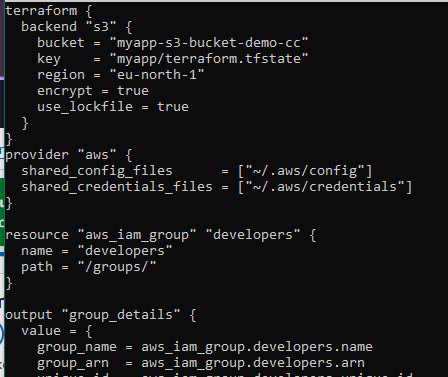 terraform {
  backend "s3" {
    bucket = "myapp-s3-bucket-demo-cc"
    key    = "myapp/terraform.tfstate"
    region = "eu-north-1"
    encrypt = true
    use_lockfile = true
  }
}
provider "aws" {
  shared_config_files      = ["~/.aws/config"]
  shared_credentials_files = ["~/.aws/credentials"]
}

resource "aws_iam_group" "developers" {
  name = "developers"
  path = "/groups/"
}

output "group_details" {
  value = {
    group_name = aws_iam_group.developers.name
    group_arn  = aws_iam_group.developers.arn